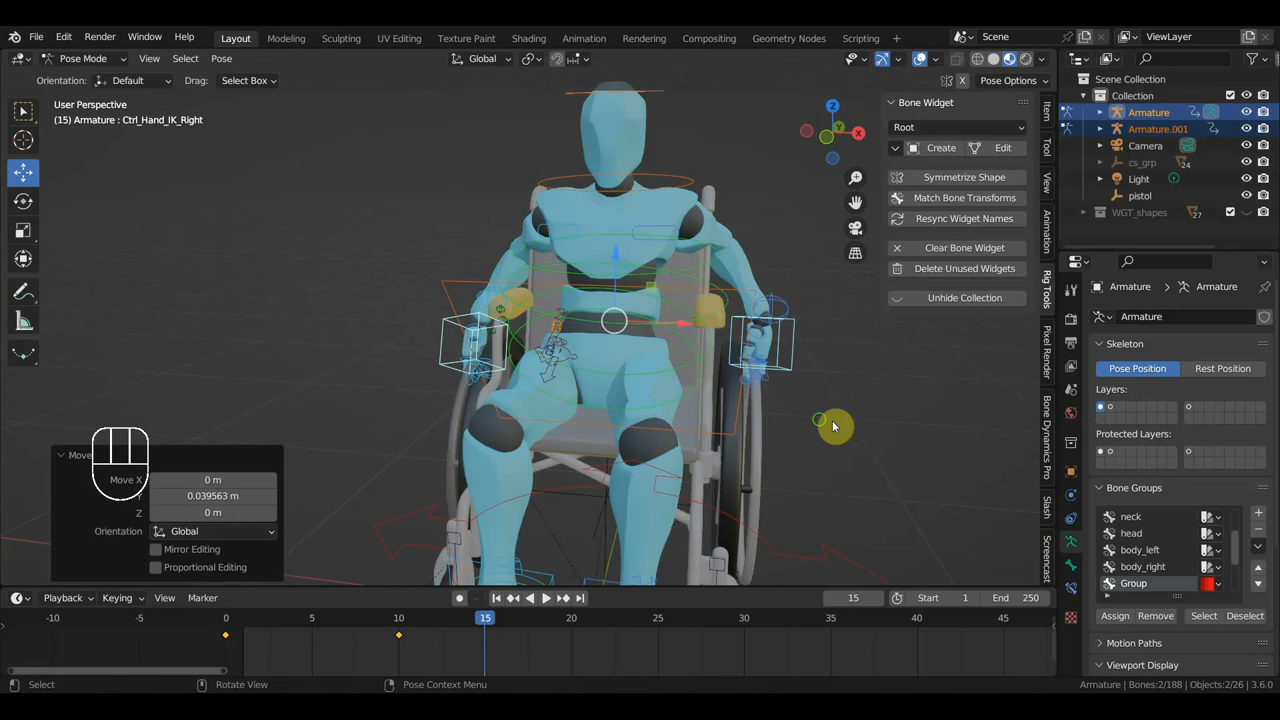 File Edit Render Window Help Layout Modeling Sculpting UV Editing Texture Paint Shading Animation Rendering Compositing Geometry Nodes Scripting + Scene ViewLayer
Pose Mode View Select Pose Global
Orientation: Default Drag: Select Box X Pose Options
User Perspective
(15) Armature : Ctrl_Hand_IK_Right
Z
Y
X
Bone Widget
Root
Create Edit
Symmetrize Shape
Match Bone Transforms
Resync Widget Names
Clear Bone Widget
Delete Unused Widgets
Unhide Collection
Item
Tool
View
Animation
Rig Tools
Pixel Render
Bone Dynamics Pro
Slash
Screencast
Scene Collection
Collection
Armature
Armature.001
Camera
cs_grp 24
Light
pistol
WGT_shapes 27
Armature Armature
Armature
Skeleton
Pose Position Rest Position
Layers:
Protected Layers:
Bone Groups
neck
head
body_left
body_right
Group
Assign Remove Select Deselect
Motion Paths
Viewport Display
Move
Move X 0 m
Y 0.039563 m
Z 0 m
Orientation Global
Mirror Editing
Proportional Editing
Playback Keying View Marker 15 Start 1 End 250
-10 -5 0 5 10 15 20 25 30 35 40 45
Select Rotate View Pose Context Menu Armature | Bones:2/188 | Objects:2/26 | 3.6.0